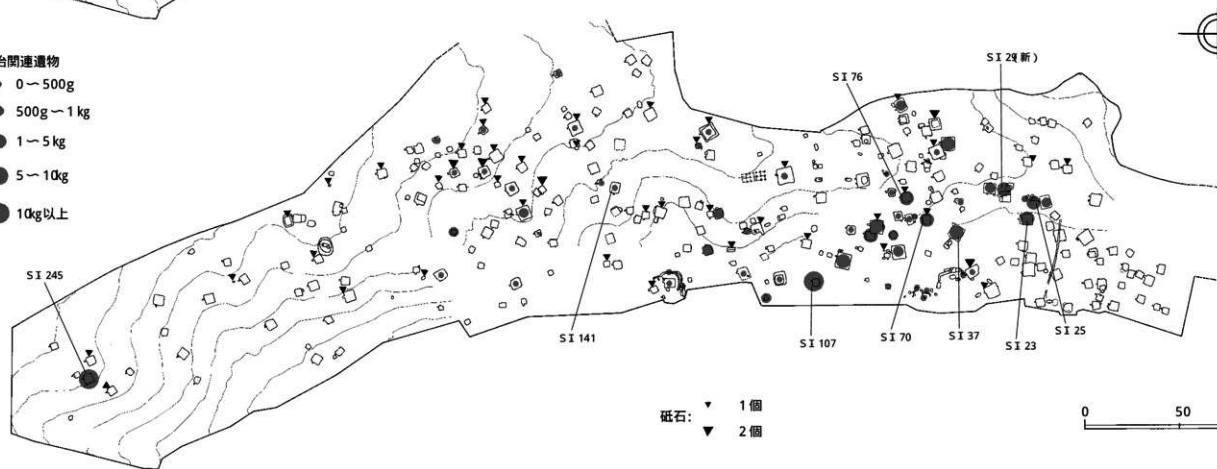 台関連遺物
0〜500g
500g〜1kg
1〜5kg
5〜10kg
10kg以上
SI 29(新)
SI 76
SI 245
SI 141
SI 107
SI 70
SI 37
SI 23
SI 25
砥石:
1個
2個
0 50